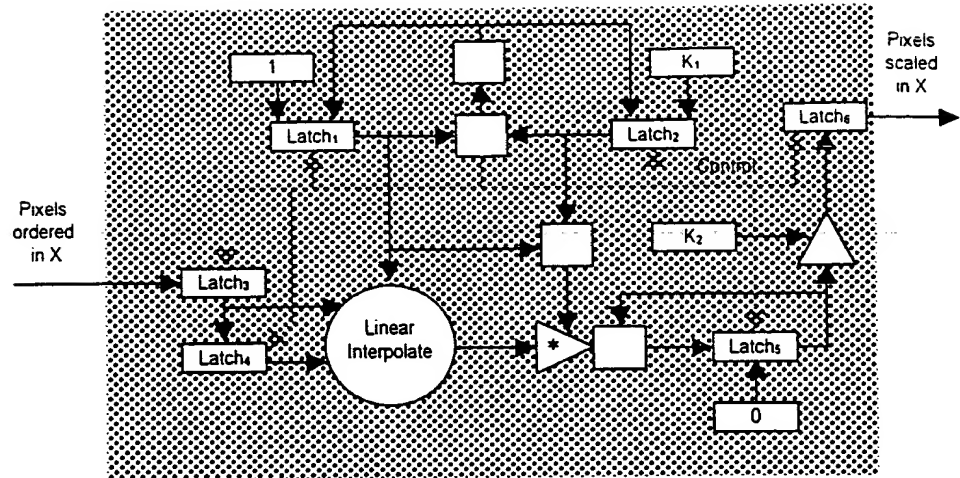 1
K₁
Pixels
scaled
in X
Latch₁
Latch₂
Latch₆
Control
Pixels
ordered
in X
K₂
Latch₃
Linear
Interpolate
*
Latch₄
Latch₅
0